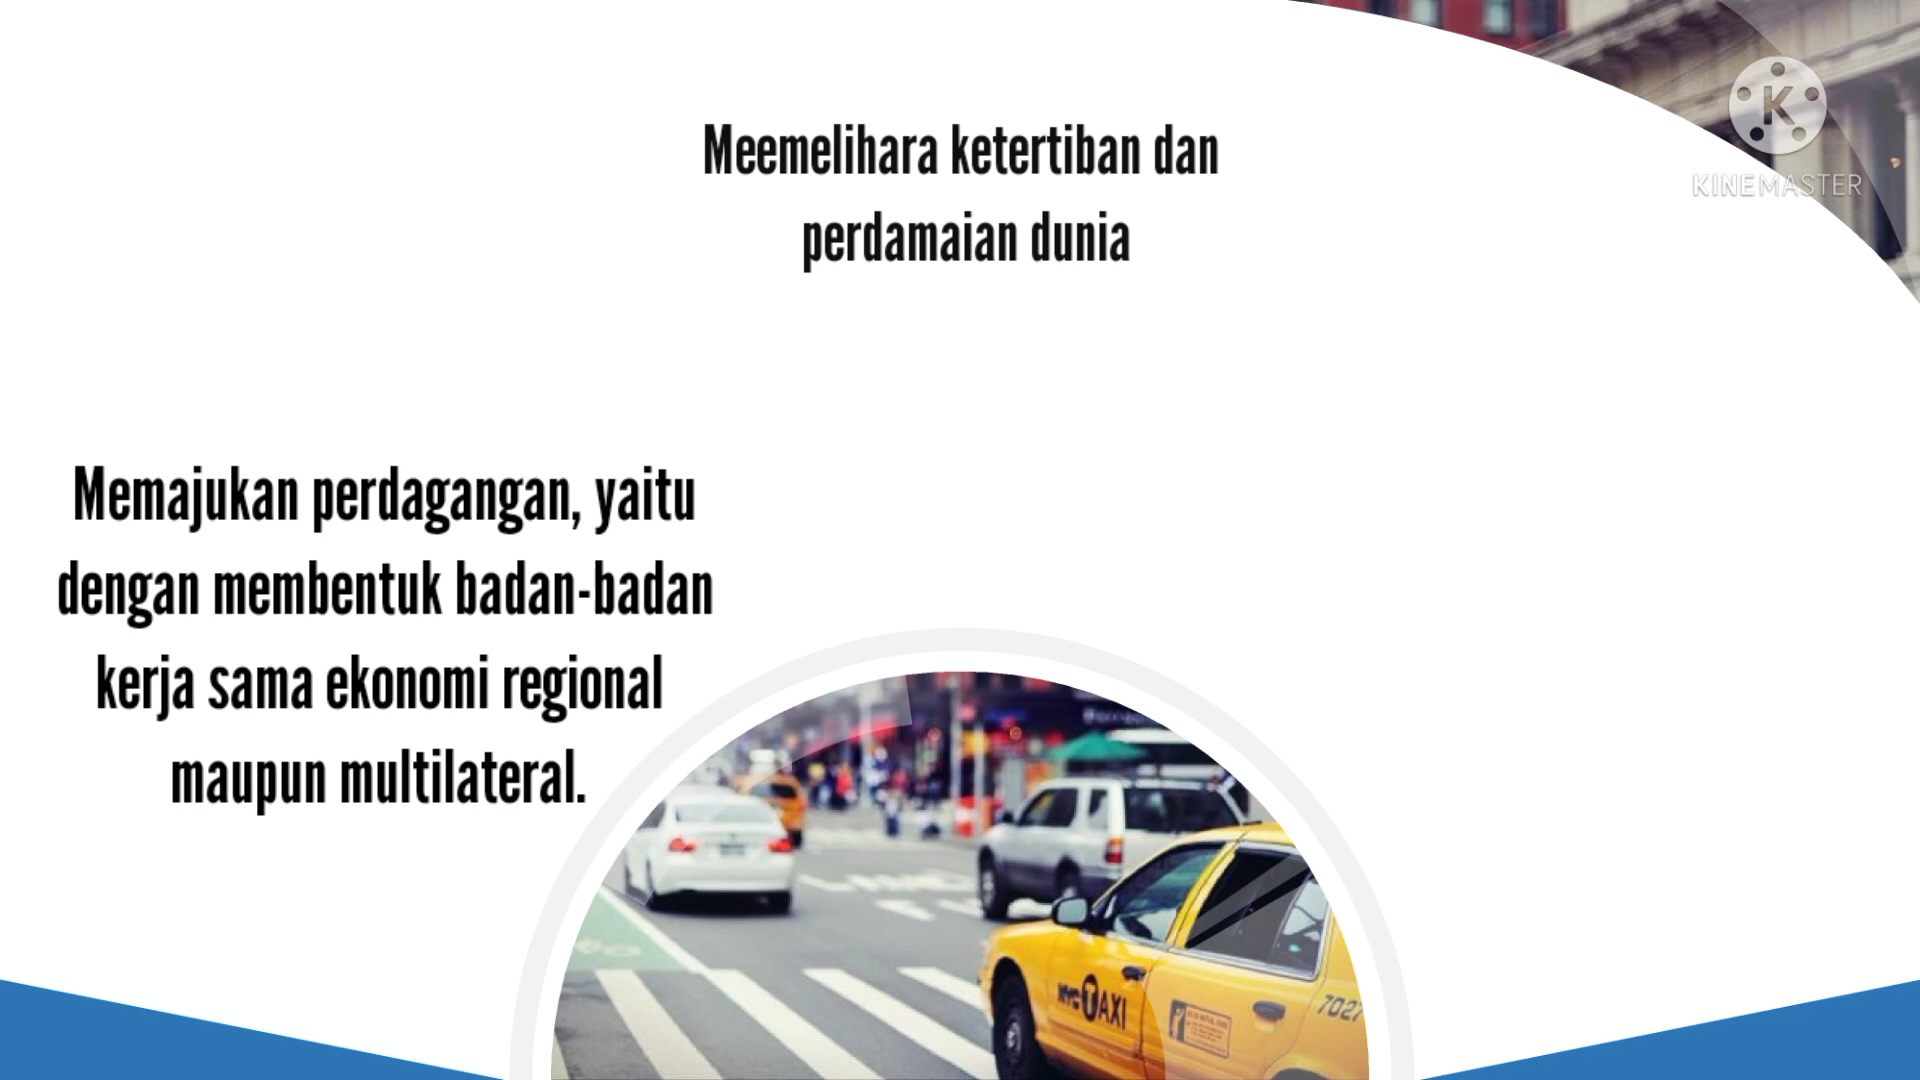 Meemelihara ketertiban dan
perdamaian dunia
K
KINEMASTER
Memajukan perdagangan, yaitu
dengan membentuk badan-badan
kerja sama ekonomi regional
maupun multilateral.
NYC TAXI
7027